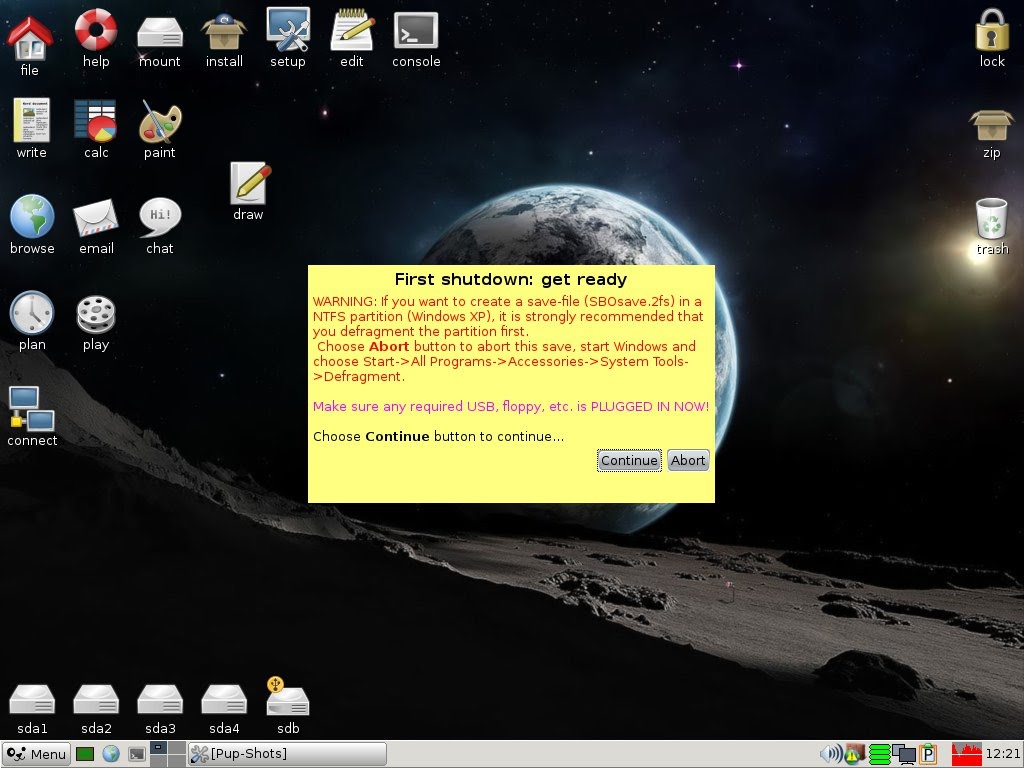 file
help
mount
install
setup
edit
console
lock
write
calc
paint
zip
draw
browse
email
chat
trash
plan
play
connect
First shutdown: get ready
WARNING: If you want to create a save-file (SBOsave.2fs) in a
NTFS partition (Windows XP), it is strongly recommended that
you defragment the partition first.
Choose Abort button to abort this save, start Windows and
choose Start->All Programs->Accessories->System Tools-
>Defragment.
Make sure any required USB, floppy, etc. is PLUGGED IN NOW!
Choose Continue button to continue...
Continue
Abort
Hi!
sda1
sda2
sda3
sda4
sdb
Menu
[Pup-Shots]
P
12:21